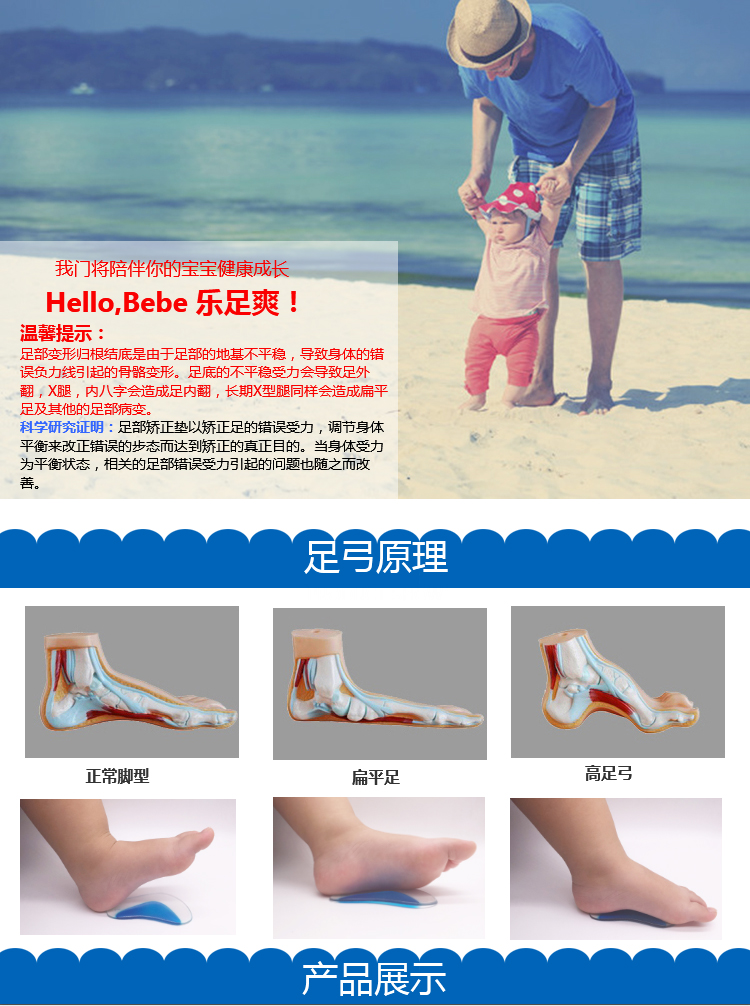 我门将陪伴你的宝宝健康成长
Hello,Bebe 乐足爽！
温馨提示：
足部变形归根结底是由于足部的地基不平稳，导致身体的错
误负力线引起的骨骼变形。足底的不平稳受力会导致足外
翻，X腿，内八字会造成足内翻，长期X型腿同样会造成扁平
足及其他的足部病变。
科学研究证明：足部矫正垫以矫正足的错误受力，调节身体
平衡来改正错误的步态而达到矫正的真正目的。当身体受力
为平衡状态，相关的足部错误受力引起的问题也随之而改
善。
足弓原理
正常脚型
扁平足
高足弓
产品展示